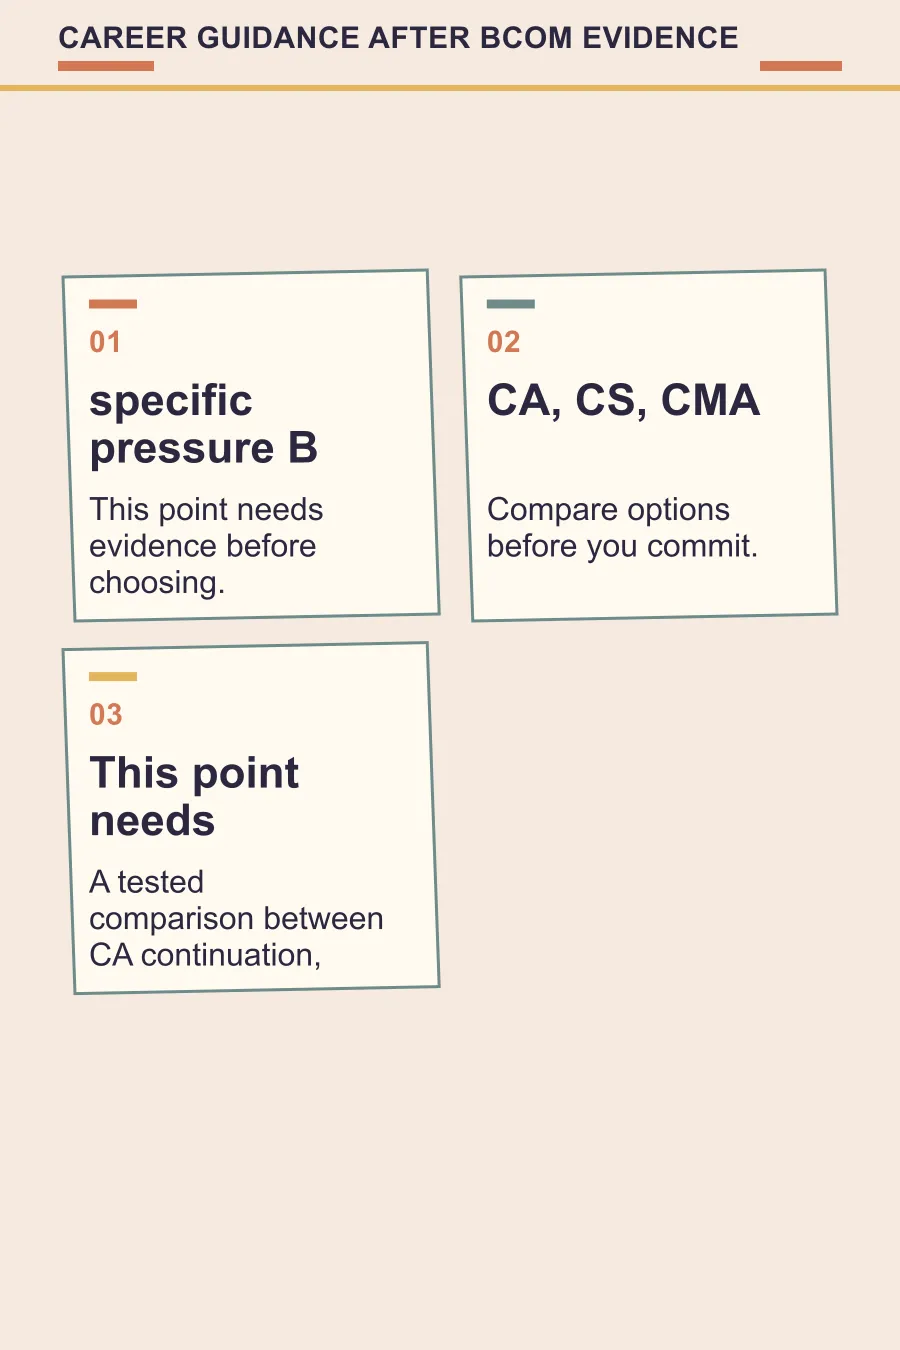 CAREER GUIDANCE AFTER BCOM EVIDENCE
01
specific
pressure B
This point needs
evidence before
choosing.
02
CA, CS, CMA
Compare options
before you commit.
03
This point
needs
A tested
comparison between
CA continuation,